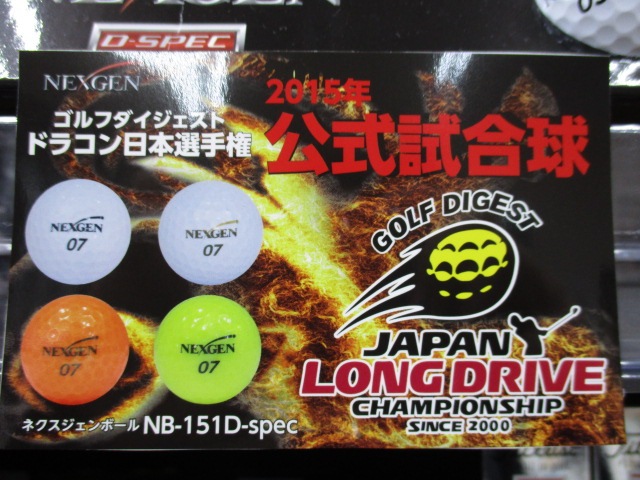 D-SPEC
NEXGEN
2015年
公式試合球
ゴルフダイジェスト
ドラコン日本選手権
NEXGEN
07
NEXGEN
07
NEXGEN
07
NEXGEN
07
GOLF DIGEST
JAPAN
LONG DRIVE
CHAMPIONSHIP
SINCE 2000
ネクスジェンボール NB-151D-spec